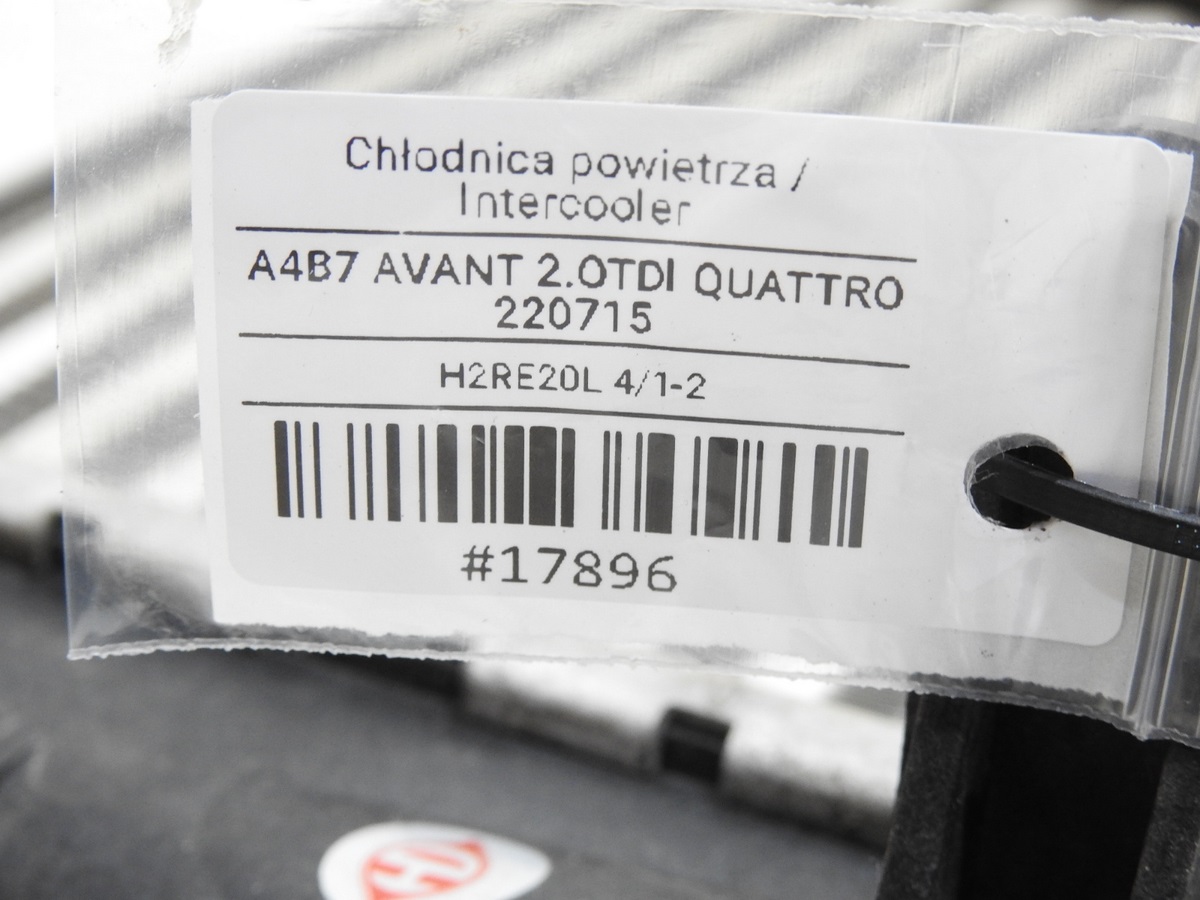 Chłodnica powietrza /
Intercooler
A4B7 AVANT 2.0TDI QUATTRO
220715
H2RE20L 4/1-2
#17896